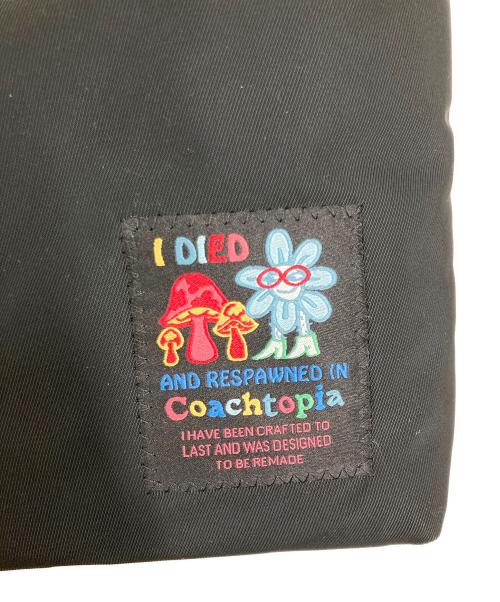 I DIED
AND RESPAWNED IN
Coachtopia
I HAVE BEEN CRAFTED TO
LAST AND WAS DESIGNED
TO BE REMADE